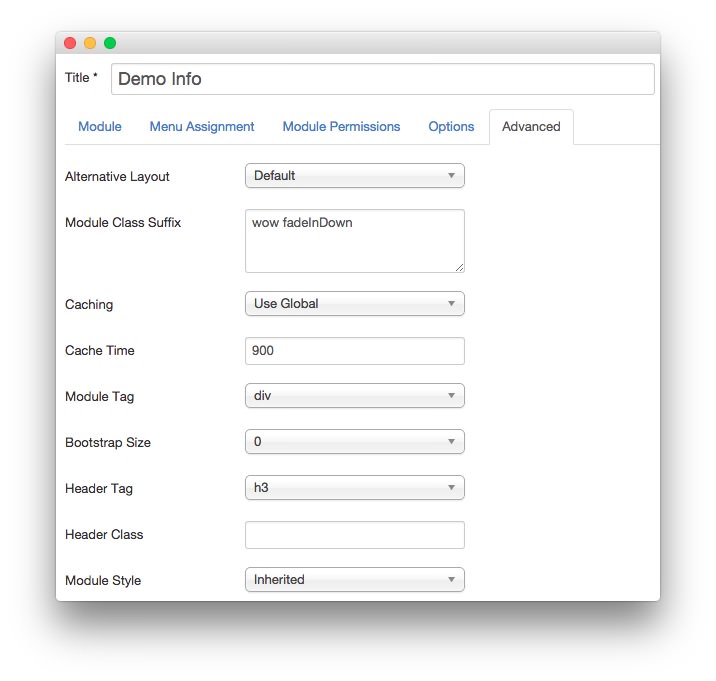 Title * Demo Info
Module Menu Assignment Module Permissions Options Advanced
Alternative Layout Default
Module Class Suffix wow fadeInDown
Caching Use Global
Cache Time 900
Module Tag div
Bootstrap Size 0
Header Tag h3
Header Class
Module Style Inherited